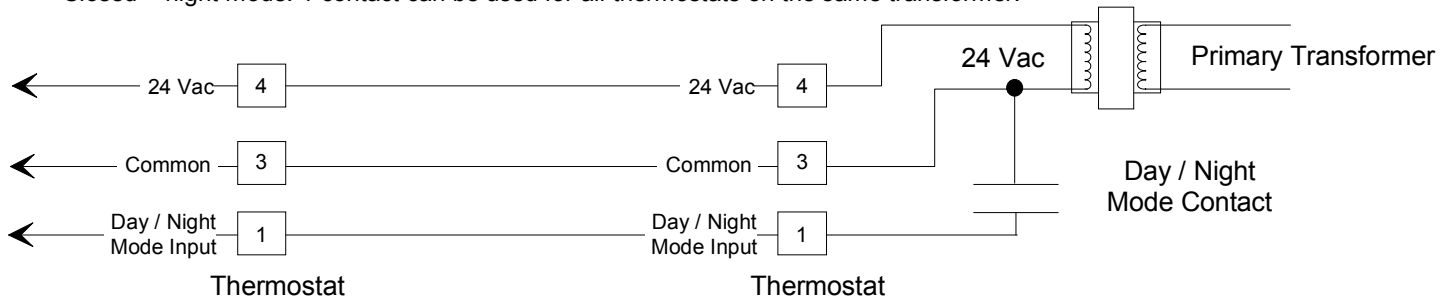 Closed = night mode. 1 contact can be used for all thermostats on the same transformer.
24 Vac
Primary Transformer
24 Vac
4
24 Vac
4
Common
3
Common
3
Day / Night
Mode Contact
Day / Night
Mode Input
1
Day / Night
Mode Input
1
Thermostat
Thermostat